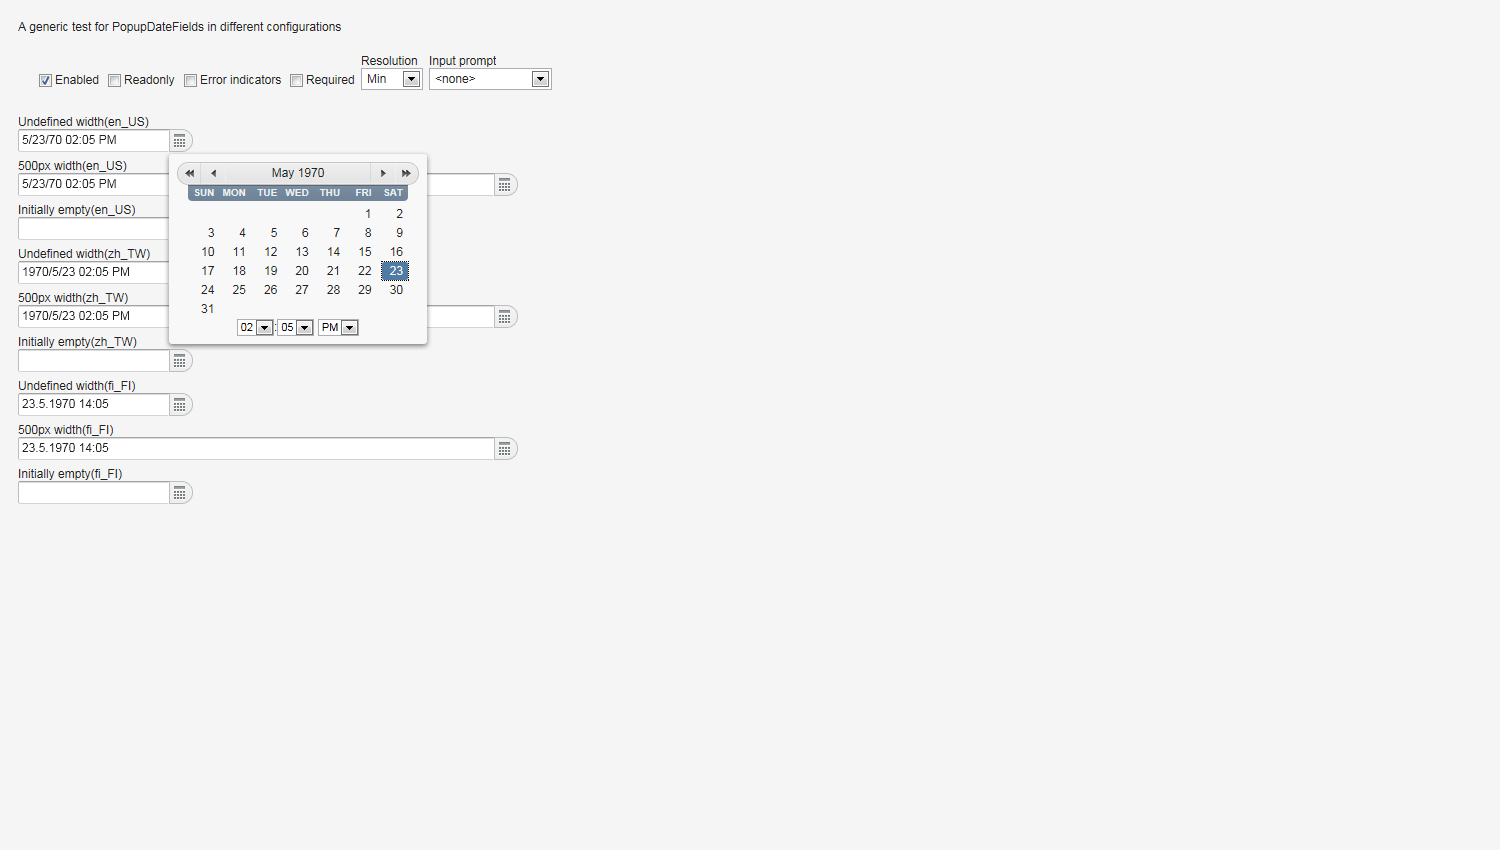 A generic test for PopupDateFields in different configurations
Resolution Input prompt
Enabled Readonly Error indicators Required Min <none>
Undefined width(en_US)
5/23/70 02:05 PM
500px width(en_US)
5/23/70 02:05 PM
Initially empty(en_US)
Undefined width(zh_TW)
1970/5/23 02:05 PM
500px width(zh_TW)
1970/5/23 02:05 PM
Initially empty(zh_TW)
Undefined width(fi_FI)
23.5.1970 14:05
500px width(fi_FI)
23.5.1970 14:05
Initially empty(fi_FI)
May 1970
SUN MON TUE WED THU FRI SAT
1 2
3 4 5 6 7 8 9
10 11 12 13 14 15 16
17 18 19 20 21 22 23
24 25 26 27 28 29 30
31
02 : 05 PM